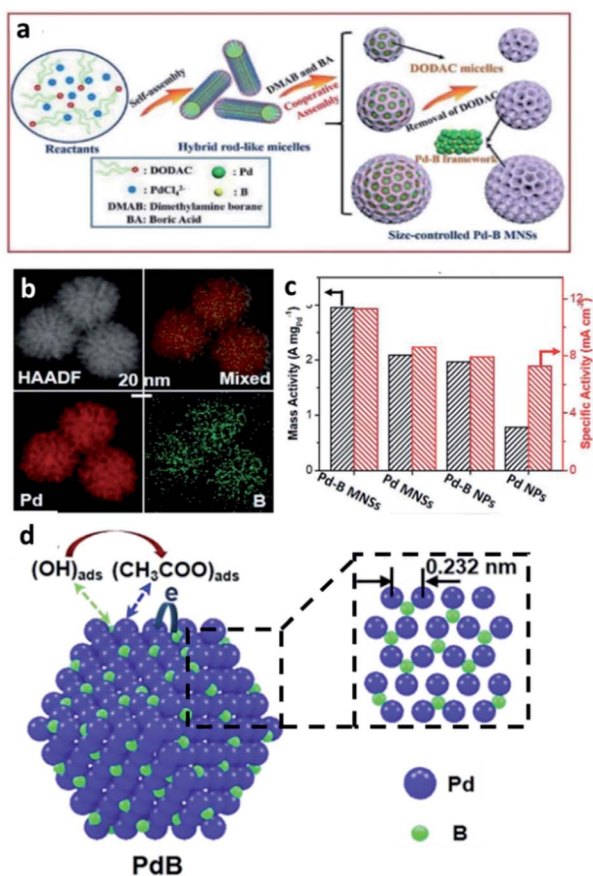 a
Reactants
Self-assembly
Hybrid rod-like micelles
DMAB and BA
Cooperative
Assembly
DODAC micelles
Removal of DODAC
Pd-B framework
Size-controlled Pd-B MNSs
: DODAC
: Pd
: PdCl₄²⁻
: B
DMAB: Dimethylamine borane
BA: Boric Acid
b
HAADF
20 nm
Mixed
Pd
B
c
Mass Activity (A mgPd⁻¹)
2
1
0
Specific Activity (mA cm⁻²)
12
8
4
0
Pd-B MNSs
Pd MNSs
Pd-B NPs
Pd NPs
d
(OH)ads (CH₃COO)ads
e
0.232 nm
Pd
B
PdB